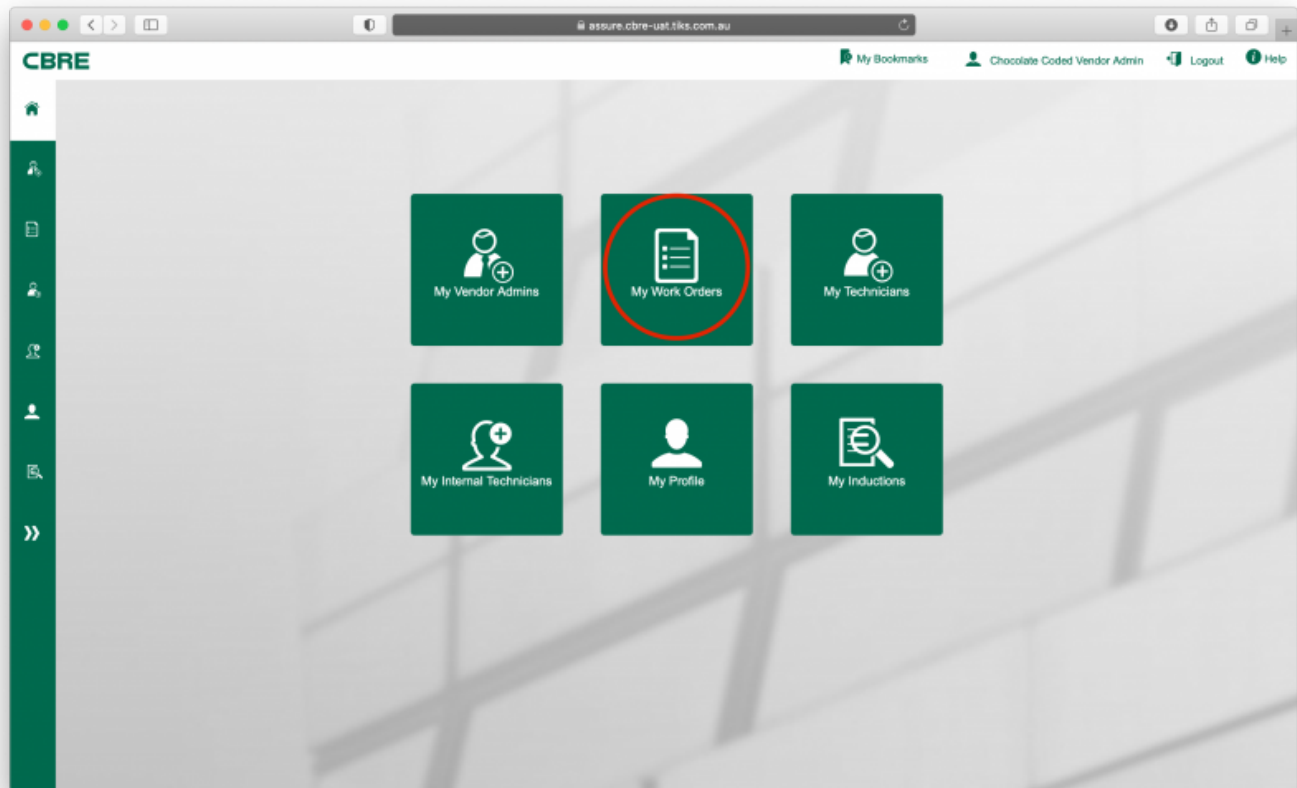 assure.cbre-uat.tiks.com.au
CBRE
My Bookmarks
Chocolate Coded Vendor Admin
Logout
Help
My Vendor Admins
My Work Orders
My Technicians
My Internal Technicians
My Profile
My Inductions